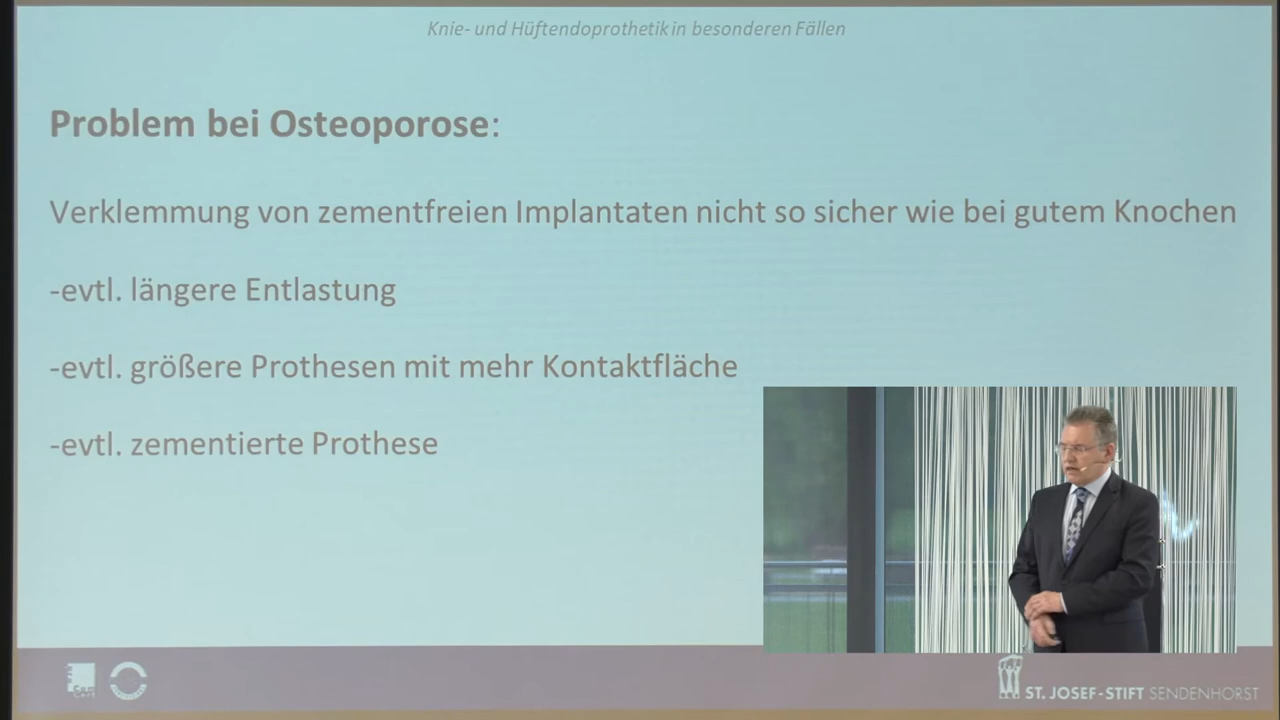 Knie- und Hüftendoprothetik in besonderen Fällen
Problem bei Osteoporose:
Verklemmung von zementfreien Implantaten nicht so sicher wie bei gutem Knochen
-evtl. längere Entlastung
-evtl. größere Prothesen mit mehr Kontaktfläche
-evtl. zementierte Prothese
ST. JOSEF-STIFT SENDENHORST